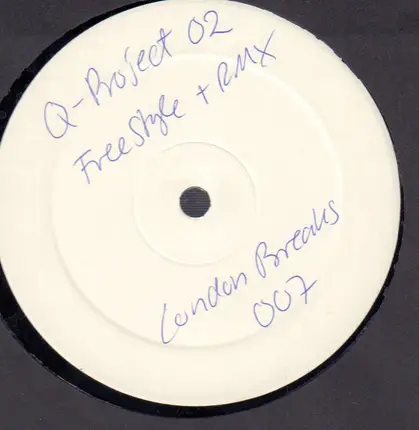 Q-Project 02
Freestyle + RMX
London Breaks
007